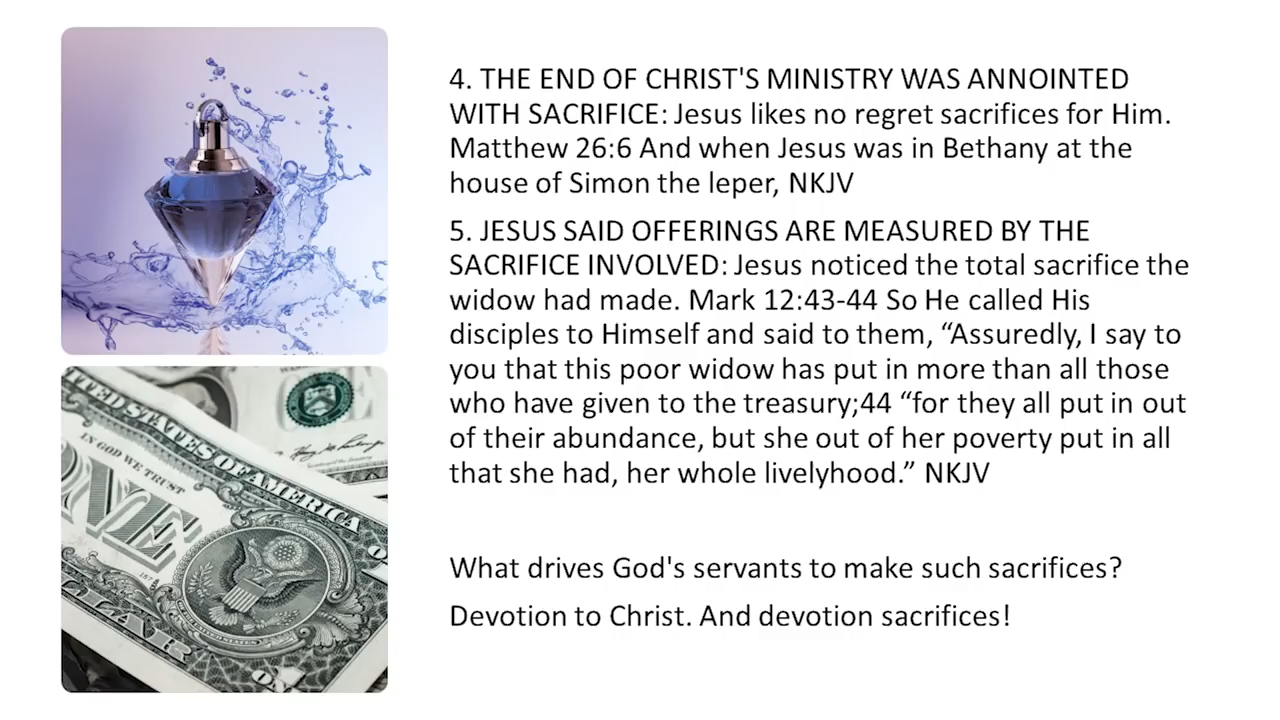 4. THE END OF CHRIST'S MINISTRY WAS ANNOINTED
WITH SACRIFICE: Jesus likes no regret sacrifices for Him.
Matthew 26:6 And when Jesus was in Bethany at the
house of Simon the leper, NKJV
5. JESUS SAID OFFERINGS ARE MEASURED BY THE
SACRIFICE INVOLVED: Jesus noticed the total sacrifice the
widow had made. Mark 12:43-44 So He called His
disciples to Himself and said to them, “Assuredly, I say to
you that this poor widow has put in more than all those
who have given to the treasury;44 “for they all put in out
of their abundance, but she out of her poverty put in all
that she had, her whole livelyhood.” NKJV
What drives God's servants to make such sacrifices?
Devotion to Christ. And devotion sacrifices!
TED STATES OF AMERICA
IN GOD WE TRUST
ONE
LLAR